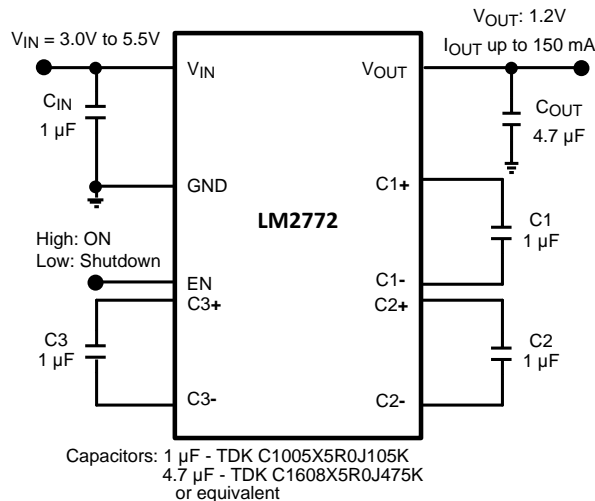 VOUT: 1.2V
VIN = 3.0V to 5.5V
IOUT up to 150 mA
VIN
VOUT
CIN
1 µF
COUT
4.7 µF
GND
C1+
LM2772
C1
1 µF
High: ON
Low: Shutdown
EN
C1-
C3+
C2+
C3
1 µF
C2
1 µF
C3-
C2-
Capacitors: 1 µF - TDK C1005X5R0J105K
4.7 µF - TDK C1608X5R0J475K
or equivalent